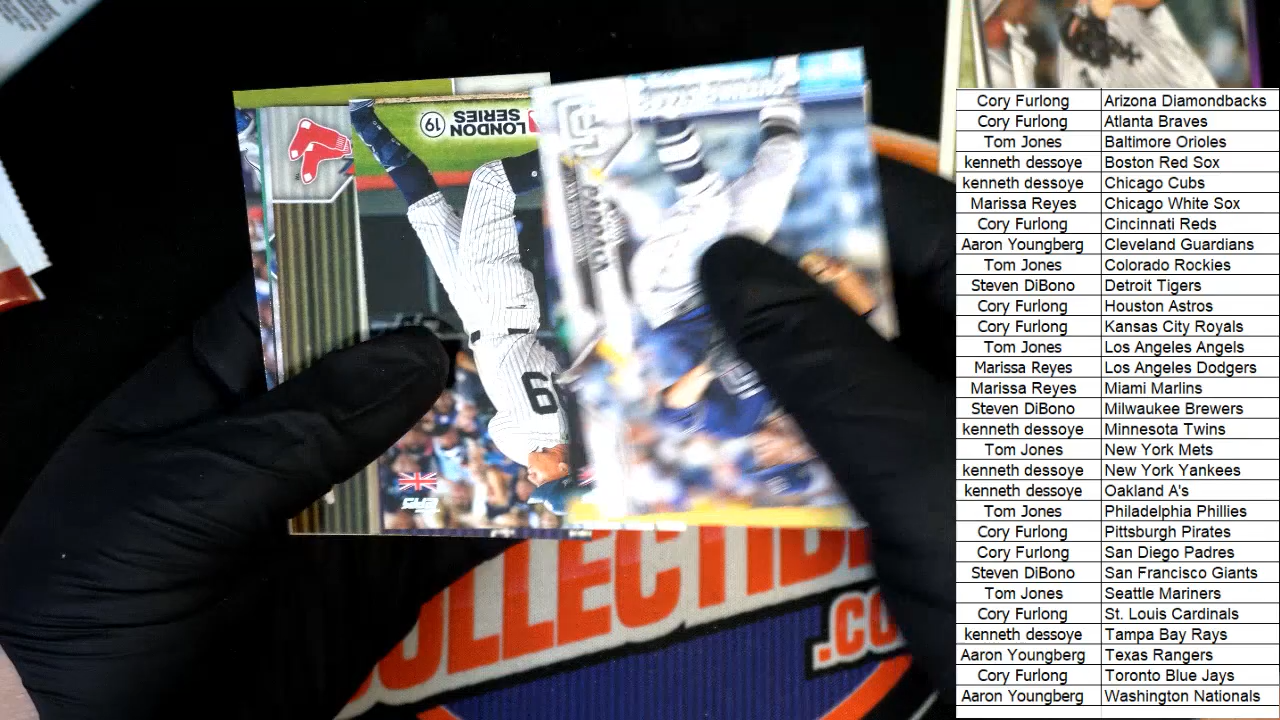 LONDON
SERIES
19
6
COLLECTIBL
.CO
Cory Furlong Arizona DIamondbacks
Cory Furlong Atlanta Braves
Tom Jones Baltimore Orioles
kenneth dessoye Boston Red Sox
kenneth dessoye Chicago Cubs
Marissa Reyes Chicago White Sox
Cory Furlong Cincinnati Reds
Aaron Youngberg Cleveland Guardians
Tom Jones Colorado Rockies
Steven DiBono Detroit Tigers
Cory Furlong Houston Astros
Cory Furlong Kansas City Royals
Tom Jones Los Angeles Angels
Marissa Reyes Los Angeles Dodgers
Marissa Reyes Miami Marlins
Steven DiBono Milwaukee Brewers
kenneth dessoye Minnesota Twins
Tom Jones New York Mets
kenneth dessoye New York Yankees
kenneth dessoye Oakland A's
Tom Jones Philadelphia Phillies
Cory Furlong Pittsburgh Pirates
Cory Furlong San Diego Padres
Steven DiBono San Francisco Giants
Tom Jones Seattle Mariners
Cory Furlong St. Louis Cardinals
kenneth dessoye Tampa Bay Rays
Aaron Youngberg Texas Rangers
Cory Furlong Toronto Blue Jays
Aaron Youngberg Washington Nationals